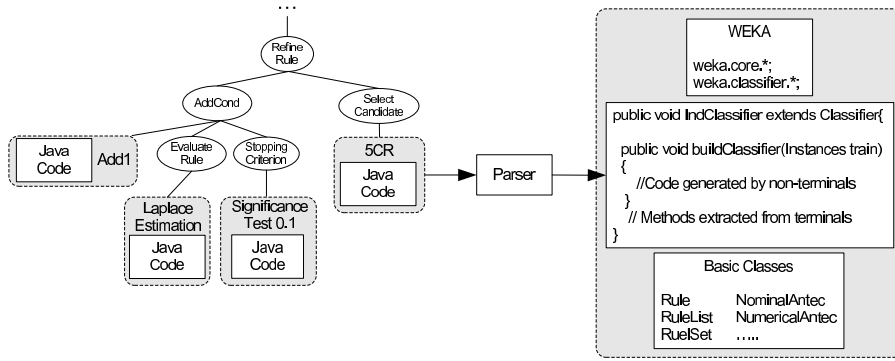 ...
Refine
Rule
AddCond
Select
Candidate
Java
Code
Add1
Evaluate
Rule
Stopping
Criterion
5CR
Java
Code
Laplace
Estimation
Java
Code
Significance
Test 0.1
Java
Code
Parser
WEKA
weka.core.*;
weka.classifier.*;
public void IndClassifier extends Classifier{
public void buildClassifier(Instances train)
{
//Code generated by non-terminals
}
// Methods extracted from terminals
}
Basic Classes
Rule NominalAntec
RuleList NumericalAntec
RuelSet .....